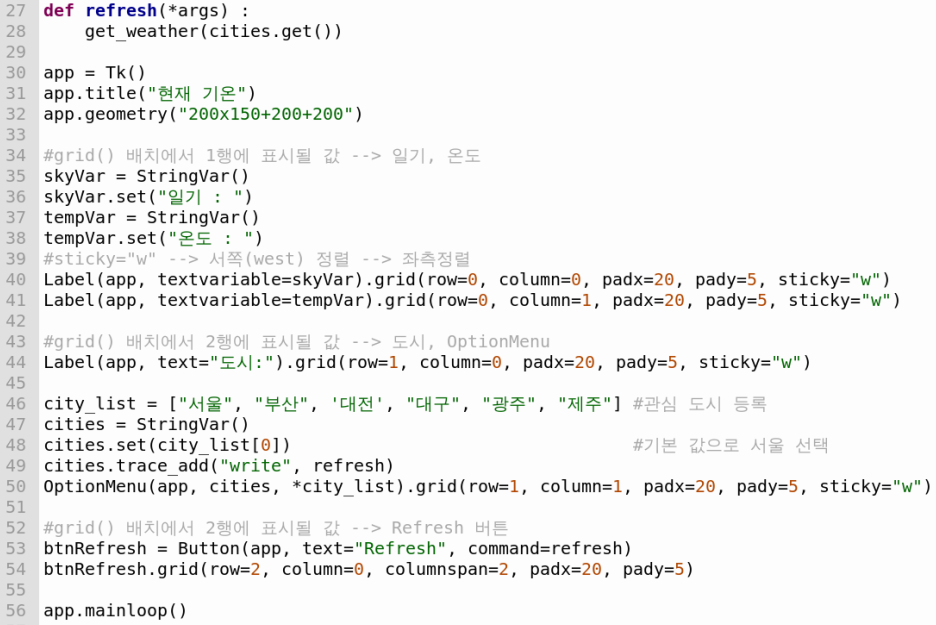 27 def refresh(*args) :
28     get_weather(cities.get())
29
30 app = Tk()
31 app.title("현재 기온")
32 app.geometry("200x150+200+200")
33
34 #grid() 배치에서 1행에 표시될 값 --> 일기, 온도
35 skyVar = StringVar()
36 skyVar.set("일기 : ")
37 tempVar = StringVar()
38 tempVar.set("온도 : ")
39 #sticky="w" --> 서쪽(west) 정렬 --> 좌측정렬
40 Label(app, textvariable=skyVar).grid(row=0, column=0, padx=20, pady=5, sticky="w")
41 Label(app, textvariable=tempVar).grid(row=0, column=1, padx=20, pady=5, sticky="w")
42
43 #grid() 배치에서 2행에 표시될 값 --> 도시, OptionMenu
44 Label(app, text="도시:").grid(row=1, column=0, padx=20, pady=5, sticky="w")
45
46 city_list = ["서울", "부산", '대전', "대구", "광주", "제주"] #관심 도시 등록
47 cities = StringVar()
48 cities.set(city_list[0])                                 #기본 값으로 서울 선택
49 cities.trace_add("write", refresh)
50 OptionMenu(app, cities, *city_list).grid(row=1, column=1, padx=20, pady=5, sticky="w")
51
52 #grid() 배치에서 2행에 표시될 값 --> Refresh 버튼
53 btnRefresh = Button(app, text="Refresh", command=refresh)
54 btnRefresh.grid(row=2, column=0, columnspan=2, padx=20, pady=5)
55
56 app.mainloop()